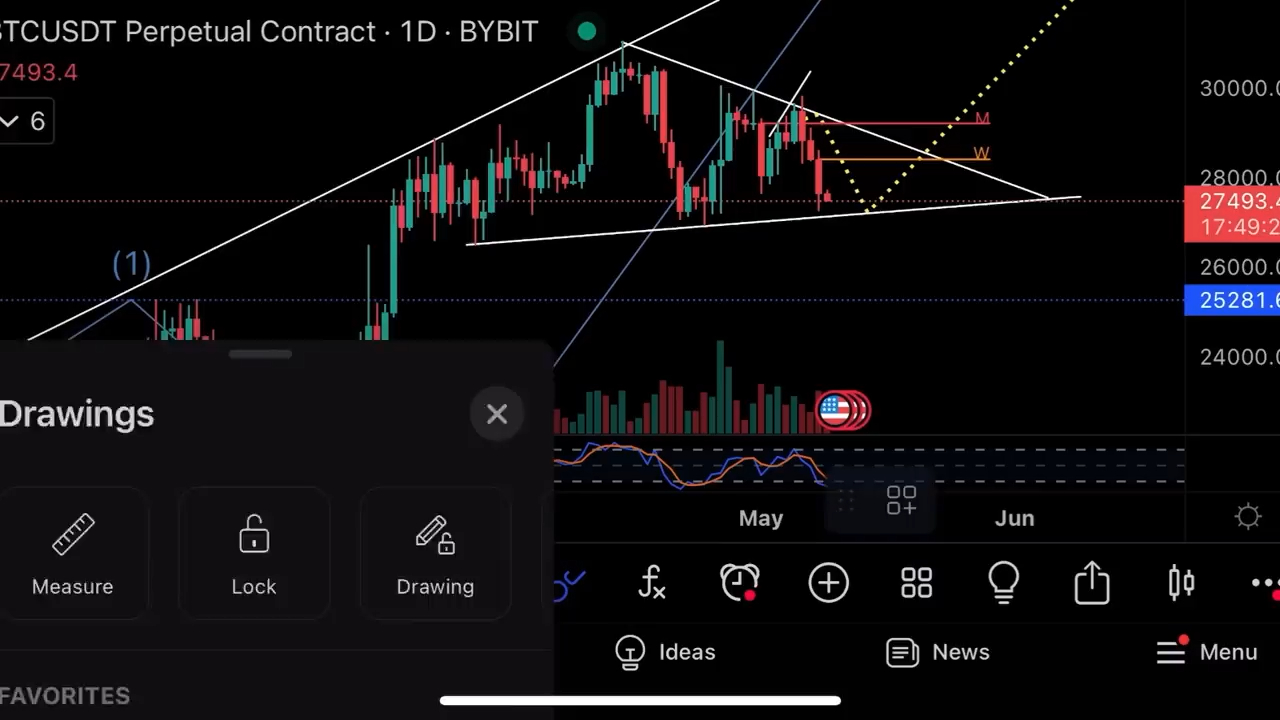 BTCUSDT Perpetual Contract · 1D · BYBIT
7493.4
6
30000.0
M
W
28000.0
27493.4
17:49:2
(1)
26000.0
25281.6
24000.0
Drawings
May
Jun
Measure
Lock
Drawing
Ideas
News
Menu
FAVORITES